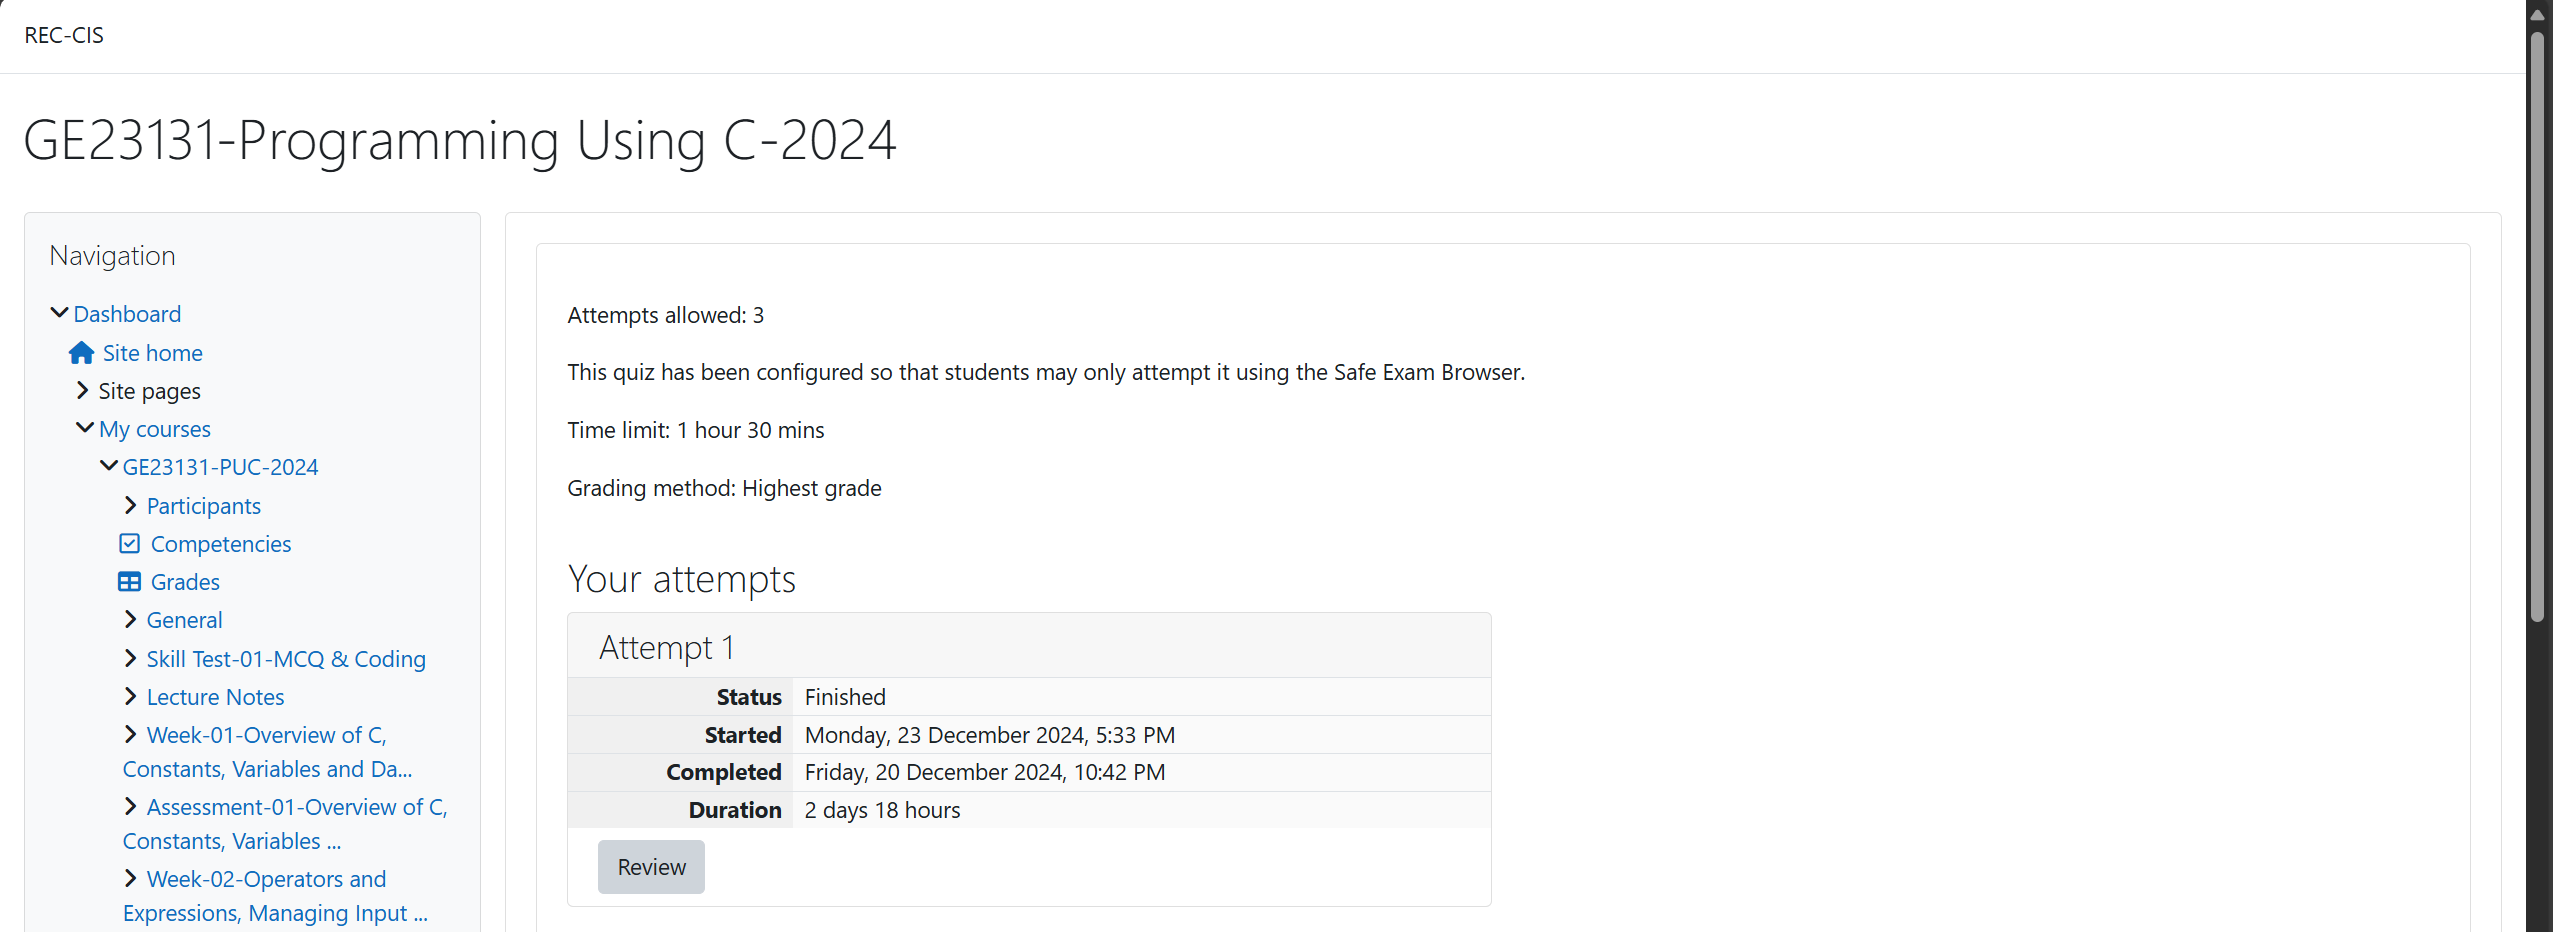 REC-CIS
GE23131-Programming Using C-2024
Navigation
Dashboard
Site home
Site pages
My courses
GE23131-PUC-2024
Participants
Competencies
Grades
General
Skill Test-01-MCQ & Coding
Lecture Notes
Week-01-Overview of C,
Constants, Variables and Da...
Assessment-01-Overview of C,
Constants, Variables ...
Week-02-Operators and
Expressions, Managing Input ...
Attempts allowed: 3
This quiz has been configured so that students may only attempt it using the Safe Exam Browser.
Time limit: 1 hour 30 mins
Grading method: Highest grade
Your attempts
Attempt 1
Status Finished
Started Monday, 23 December 2024, 5:33 PM
Completed Friday, 20 December 2024, 10:42 PM
Duration 2 days 18 hours
Review